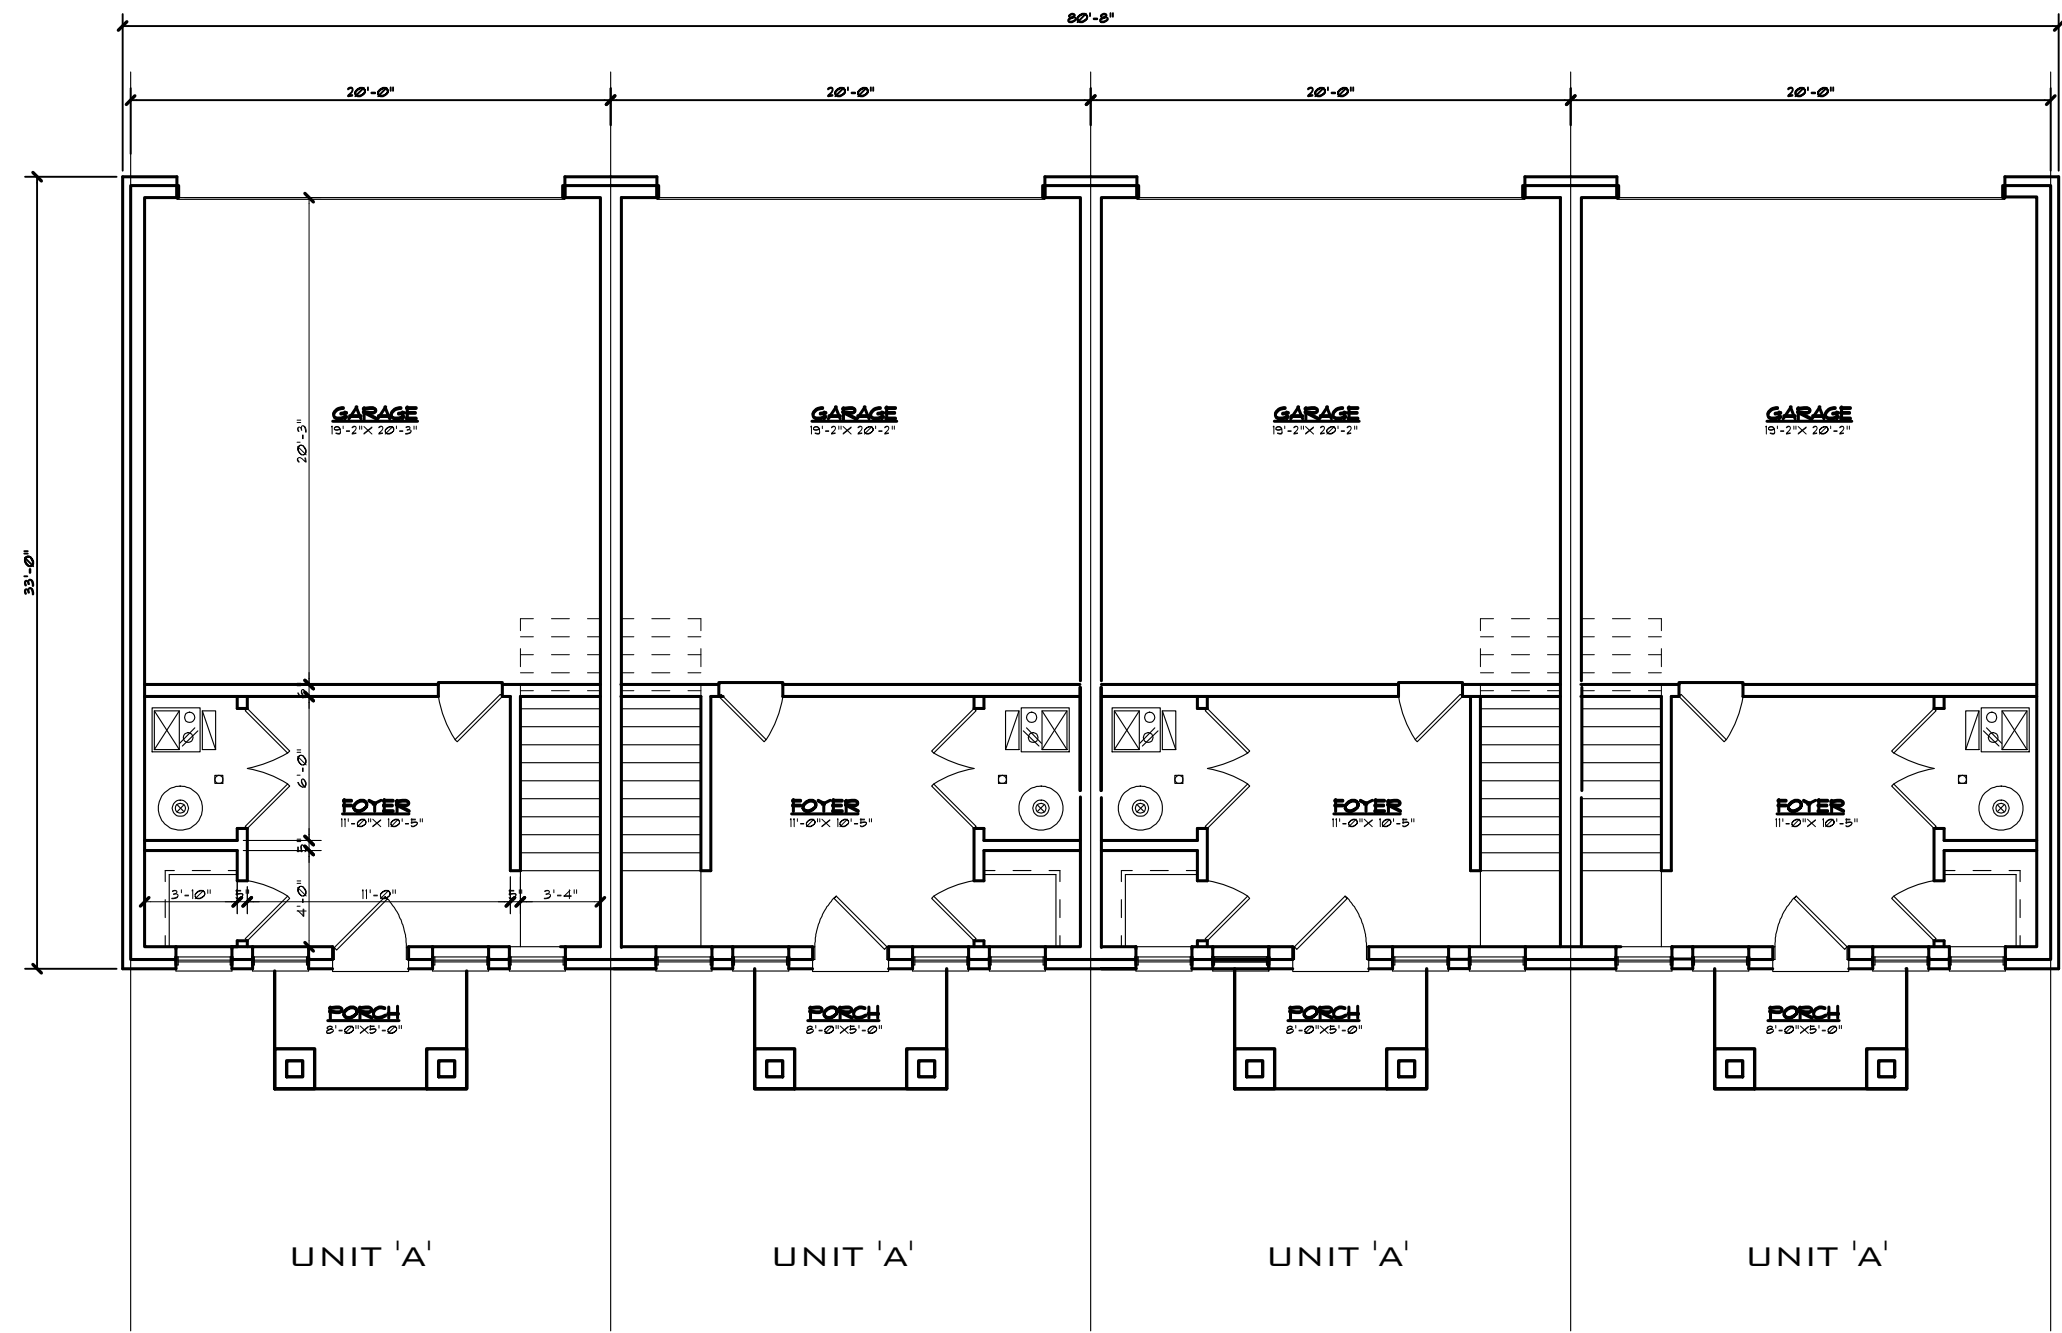 80'-8"
20'-0"
20'-0"
20'-0"
20'-0"
33'-0"
GARAGE
19'-2"X 20'-3"
GARAGE
19'-2"X 20'-2"
GARAGE
19'-2"X 20'-2"
GARAGE
19'-2"X 20'-2"
20'-3"
5"
6'-0"
FOYER
11'-0"X 10'-5"
FOYER
11'-0"X 10'-5"
FOYER
11'-0"X 10'-5"
FOYER
11'-0"X 10'-5"
5"
3'-10"
5"
4'-0"
11'-0"
5"
3'-4"
PORCH
8'-0"X5'-0"
PORCH
8'-0"X5'-0"
PORCH
8'-0"X5'-0"
PORCH
8'-0"X5'-0"
UNIT 'A'
UNIT 'A'
UNIT 'A'
UNIT 'A'